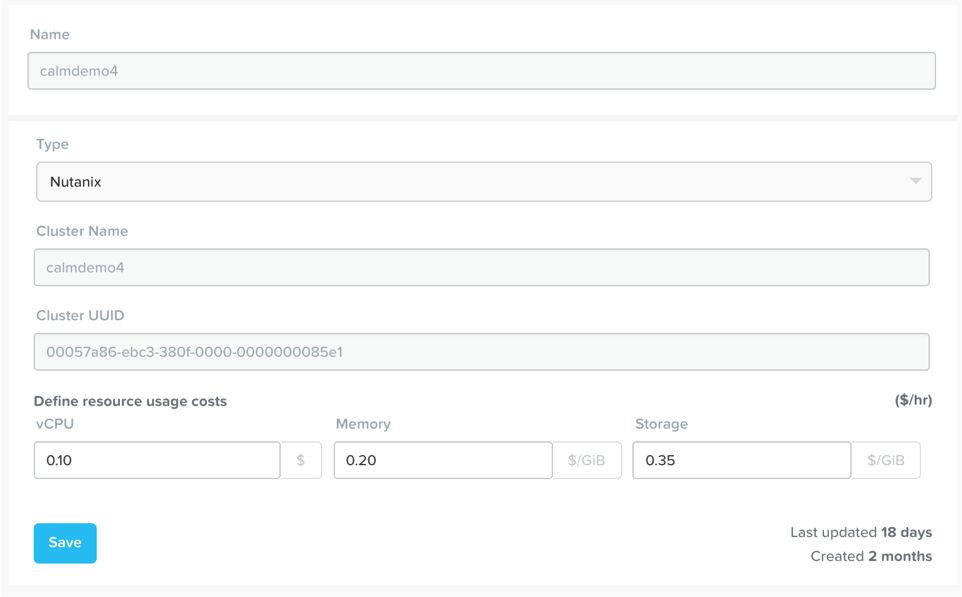 Name
calmdemo4
Type
Nutanix
Cluster Name
calmdemo4
Cluster UUID
00057a86-ebc3-380f-0000-0000000085e1
Define resource usage costs ($/hr)
vCPU Memory Storage
0.10 $ 0.20 $/GiB 0.35 $/GiB
Save
Last updated 18 days
Created 2 months